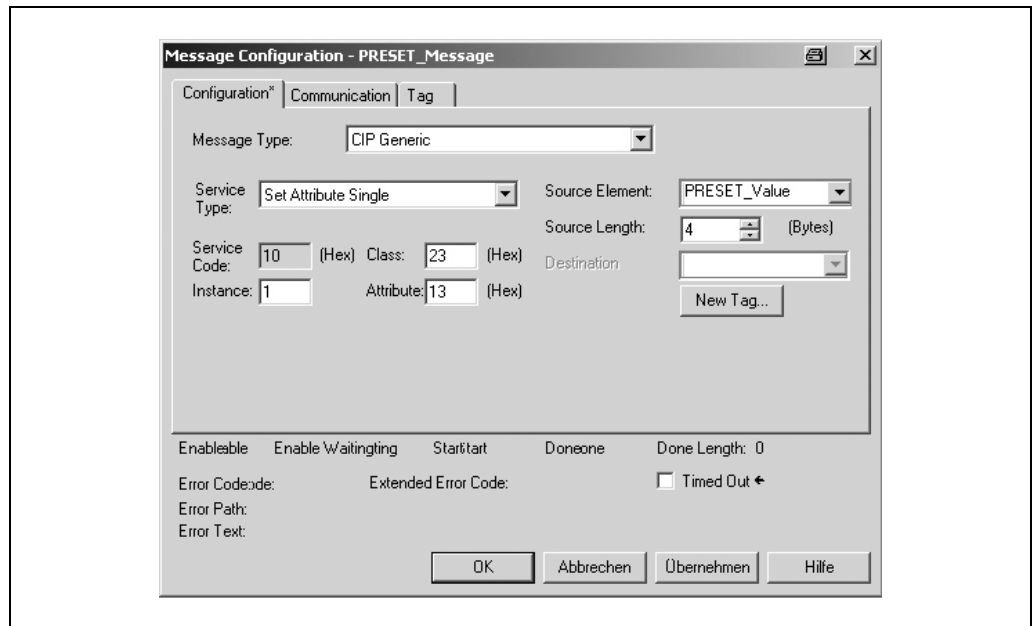 Message Configuration - PRESET_Message
Configuration* Communication Tag
Message Type: CIP Generic
Service Type: Set Attribute Single
Source Element: PRESET_Value
Source Length: 4 (Bytes)
Service Code: 10 (Hex) Class: 23 (Hex)
Destination
Instance: 1 Attribute: 13 (Hex)
New Tag...
Enableable Enable Waitingting Startstart Doneone Done Length: 0
Error Codeode: Extended Error Code: Timed Out ←
Error Path:
Error Text:
OK Abbrechen Übernehmen Hilfe